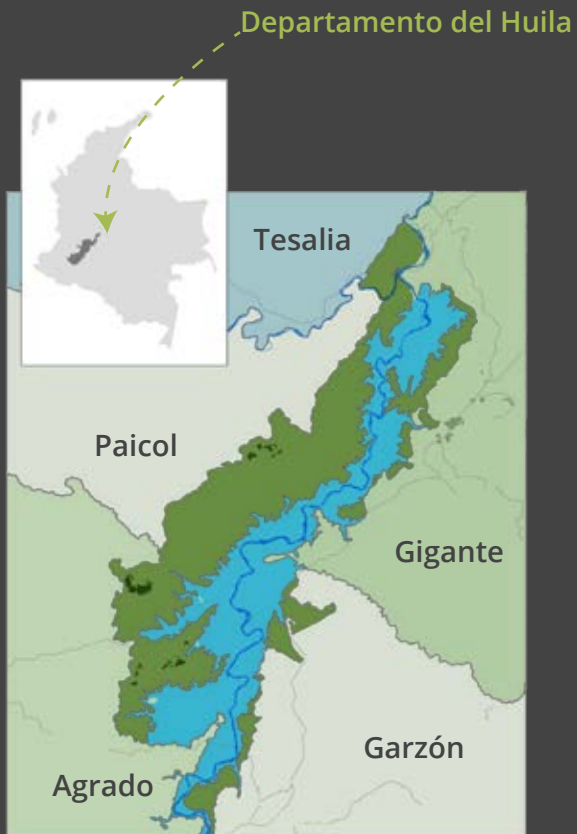 Departamento del Huila
Tesalia
Paicol
Gigante
Garzón
Agrado